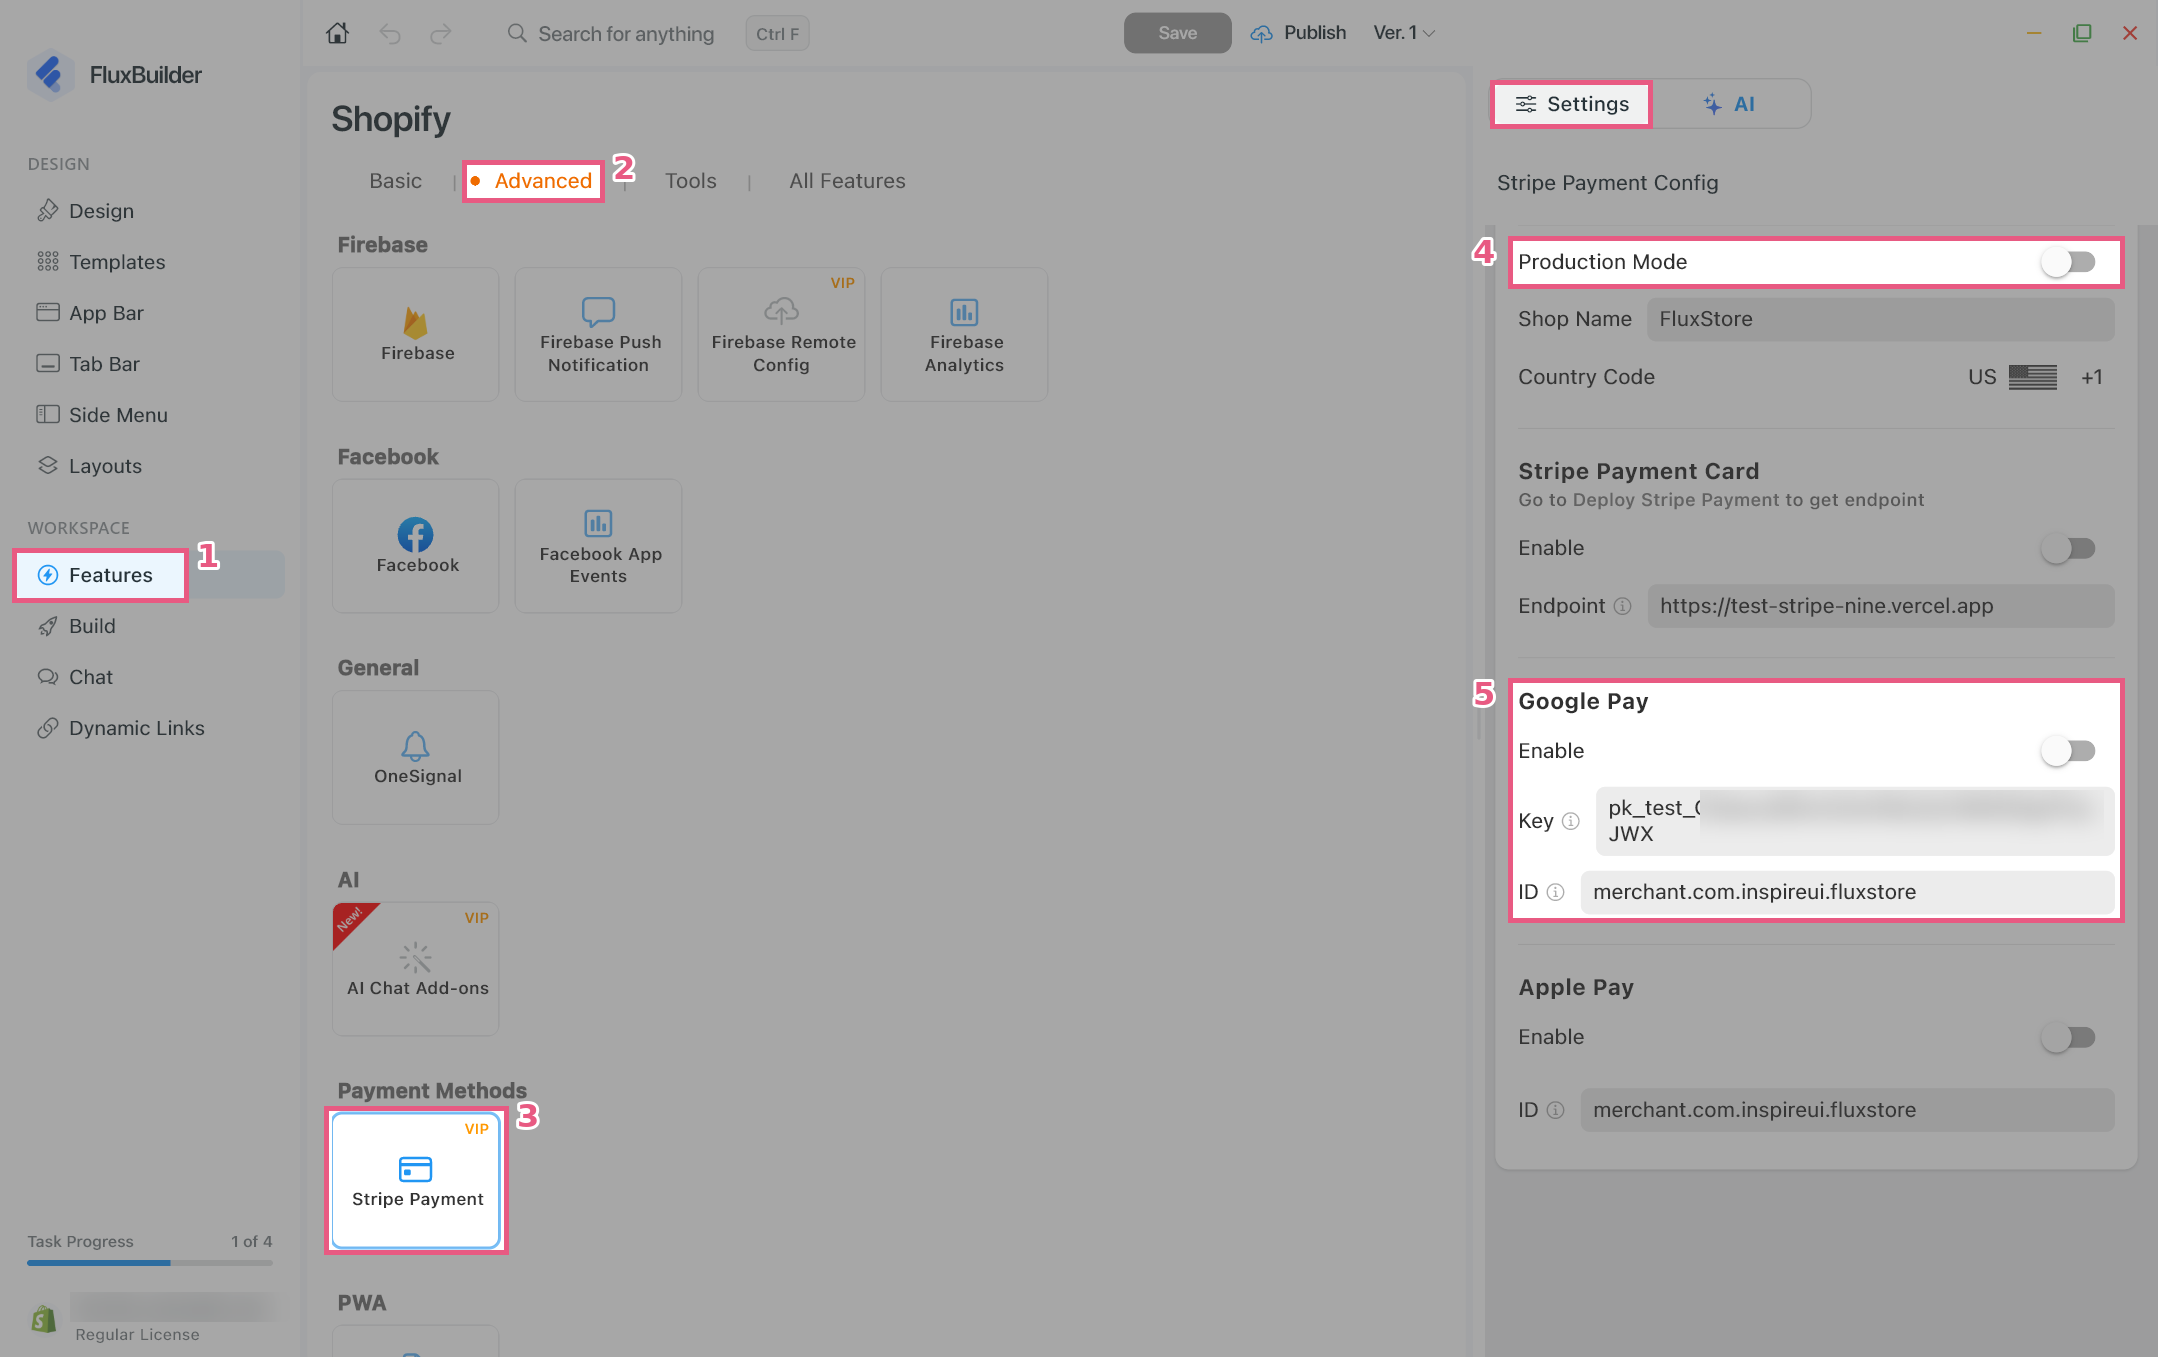 FluxBuilder
Search for anything
Ctrl F
Save
Publish
Ver. 1
DESIGN
Design
Templates
App Bar
Tab Bar
Side Menu
Layouts
WORKSPACE
Features
1
Build
Chat
Dynamic Links
Task Progress
1 of 4
Regular License
Shopify
Basic
Advanced
2
Tools
All Features
Firebase
Firebase
Firebase Push
Notification
VIP
Firebase Remote
Config
Firebase
Analytics
Facebook
Facebook
Facebook App
Events
General
OneSignal
AI
New!
VIP
AI Chat Add-ons
Payment Methods
3
VIP
Stripe Payment
PWA
Settings
AI
Stripe Payment Config
4
Production Mode
Shop Name
FluxStore
Country Code
US
+1
Stripe Payment Card
Go to Deploy Stripe Payment to get endpoint
Enable
Endpoint
https://test-stripe-nine.vercel.app
5
Google Pay
Enable
Key
pk_test_
JWX
ID
merchant.com.inspireui.fluxstore
Apple Pay
Enable
ID
merchant.com.inspireui.fluxstore